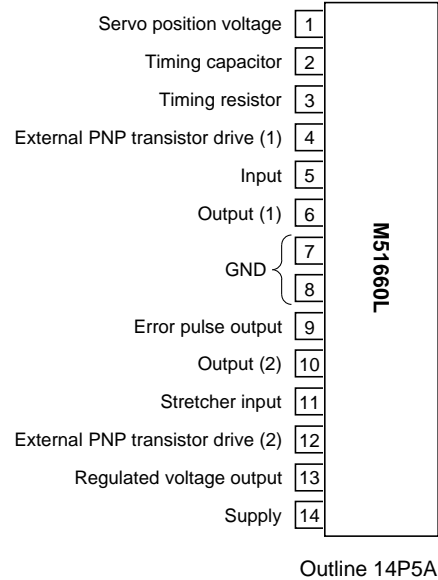 Servo position voltage 1
Timing capacitor 2
Timing resistor 3
External PNP transistor drive (1) 4
Input 5
Output (1) 6
7
GND
8
Error pulse output 9
Output (2) 10
Stretcher input 11
External PNP transistor drive (2) 12
Regulated voltage output 13
Supply 14
M51660L
Outline 14P5A